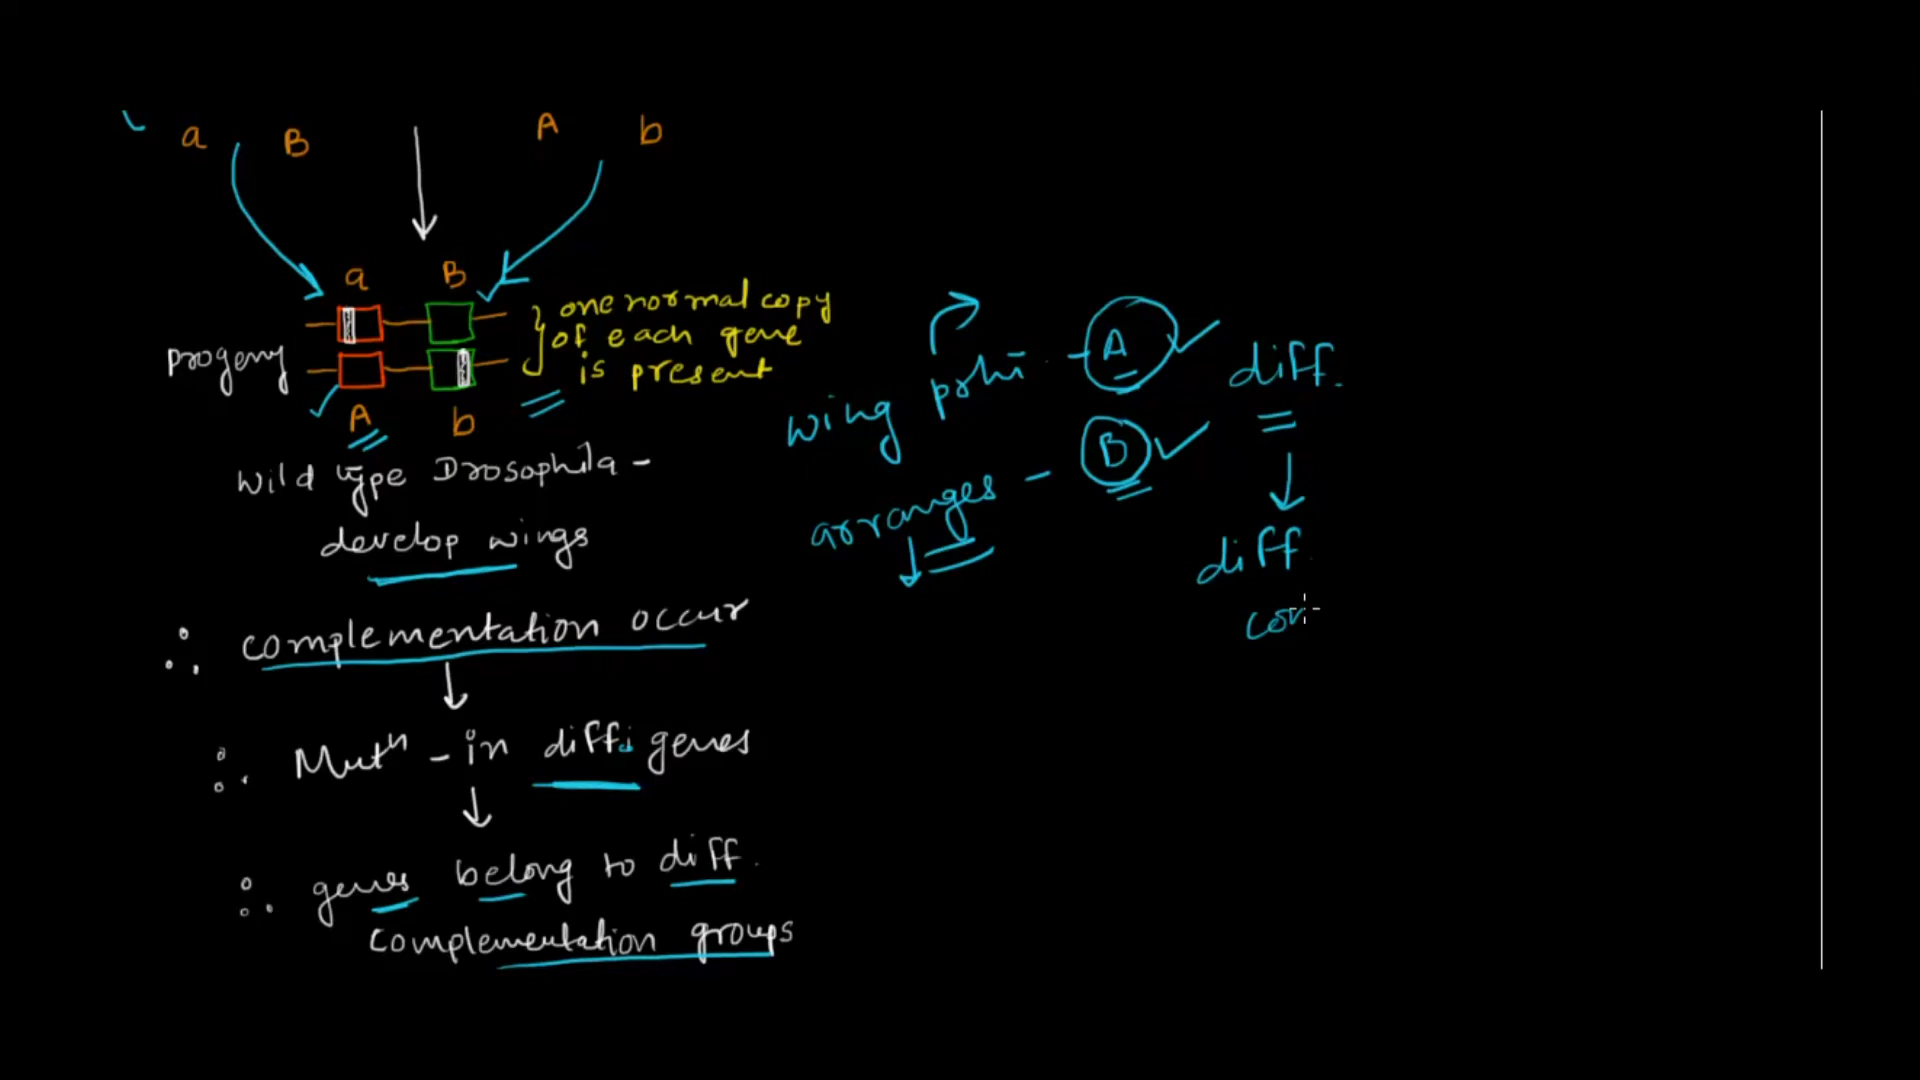 a B A b
a B
one normal copy
of each gene
is present
progeny
A b
Wild type Drosophila -
develop wings
∴ complementation occur
∴ Mutⁿ - in diff. genes
∴ genes belong to diff.
complementation groups
wing - A
arranges - B
diff.
diff.